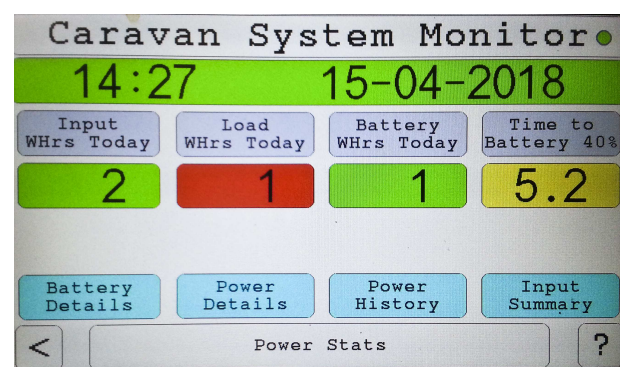 Caravan System Monitor
14:27 15-04-2018
Input Load Battery Time to
WHrs Today WHrs Today WHrs Today Battery 40%
2 1 1 5.2
Battery Power Power Input
Details Details History Summary
< Power Stats ?